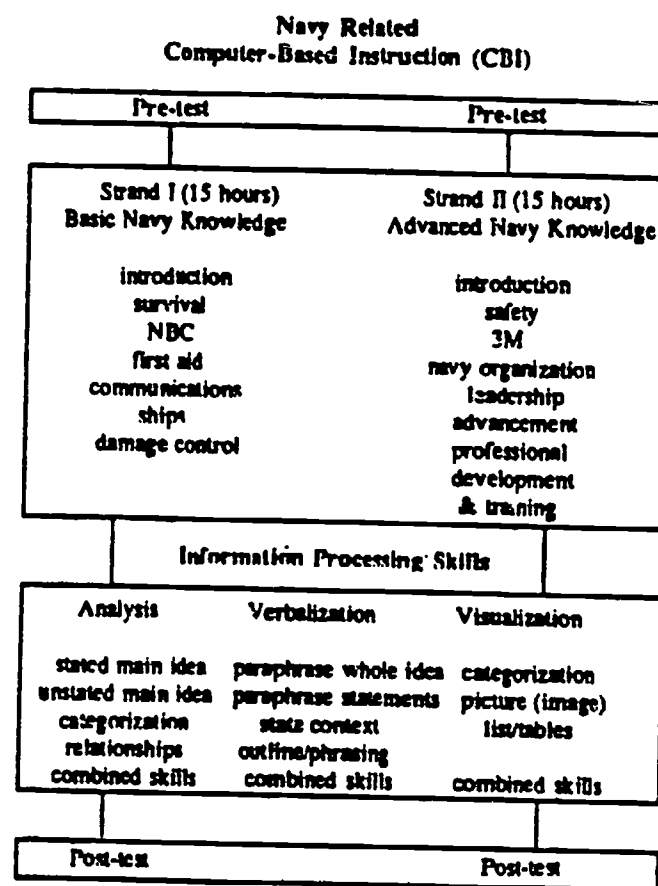 Navy Related
Computer-Based Instruction (CBI)
Pre-test Pre-test
Strand I (15 hours)
Basic Navy Knowledge
introduction
survival
NBC
first aid
communications
ships
damage control
Strand II (15 hours)
Advanced Navy Knowledge
introduction
safety
3M
navy organization
leadership
advancement
professional
development
& training
Information Processing Skills
Analysis
stated main idea
unstated main idea
categorization
relationships
combined skills
Verbalization
paraphrase whole idea
paraphrase statements
state context
outline/phrasing
combined skills
Visualization
categorization
picture (image)
list/tables
combined skills
Post-test Post-test